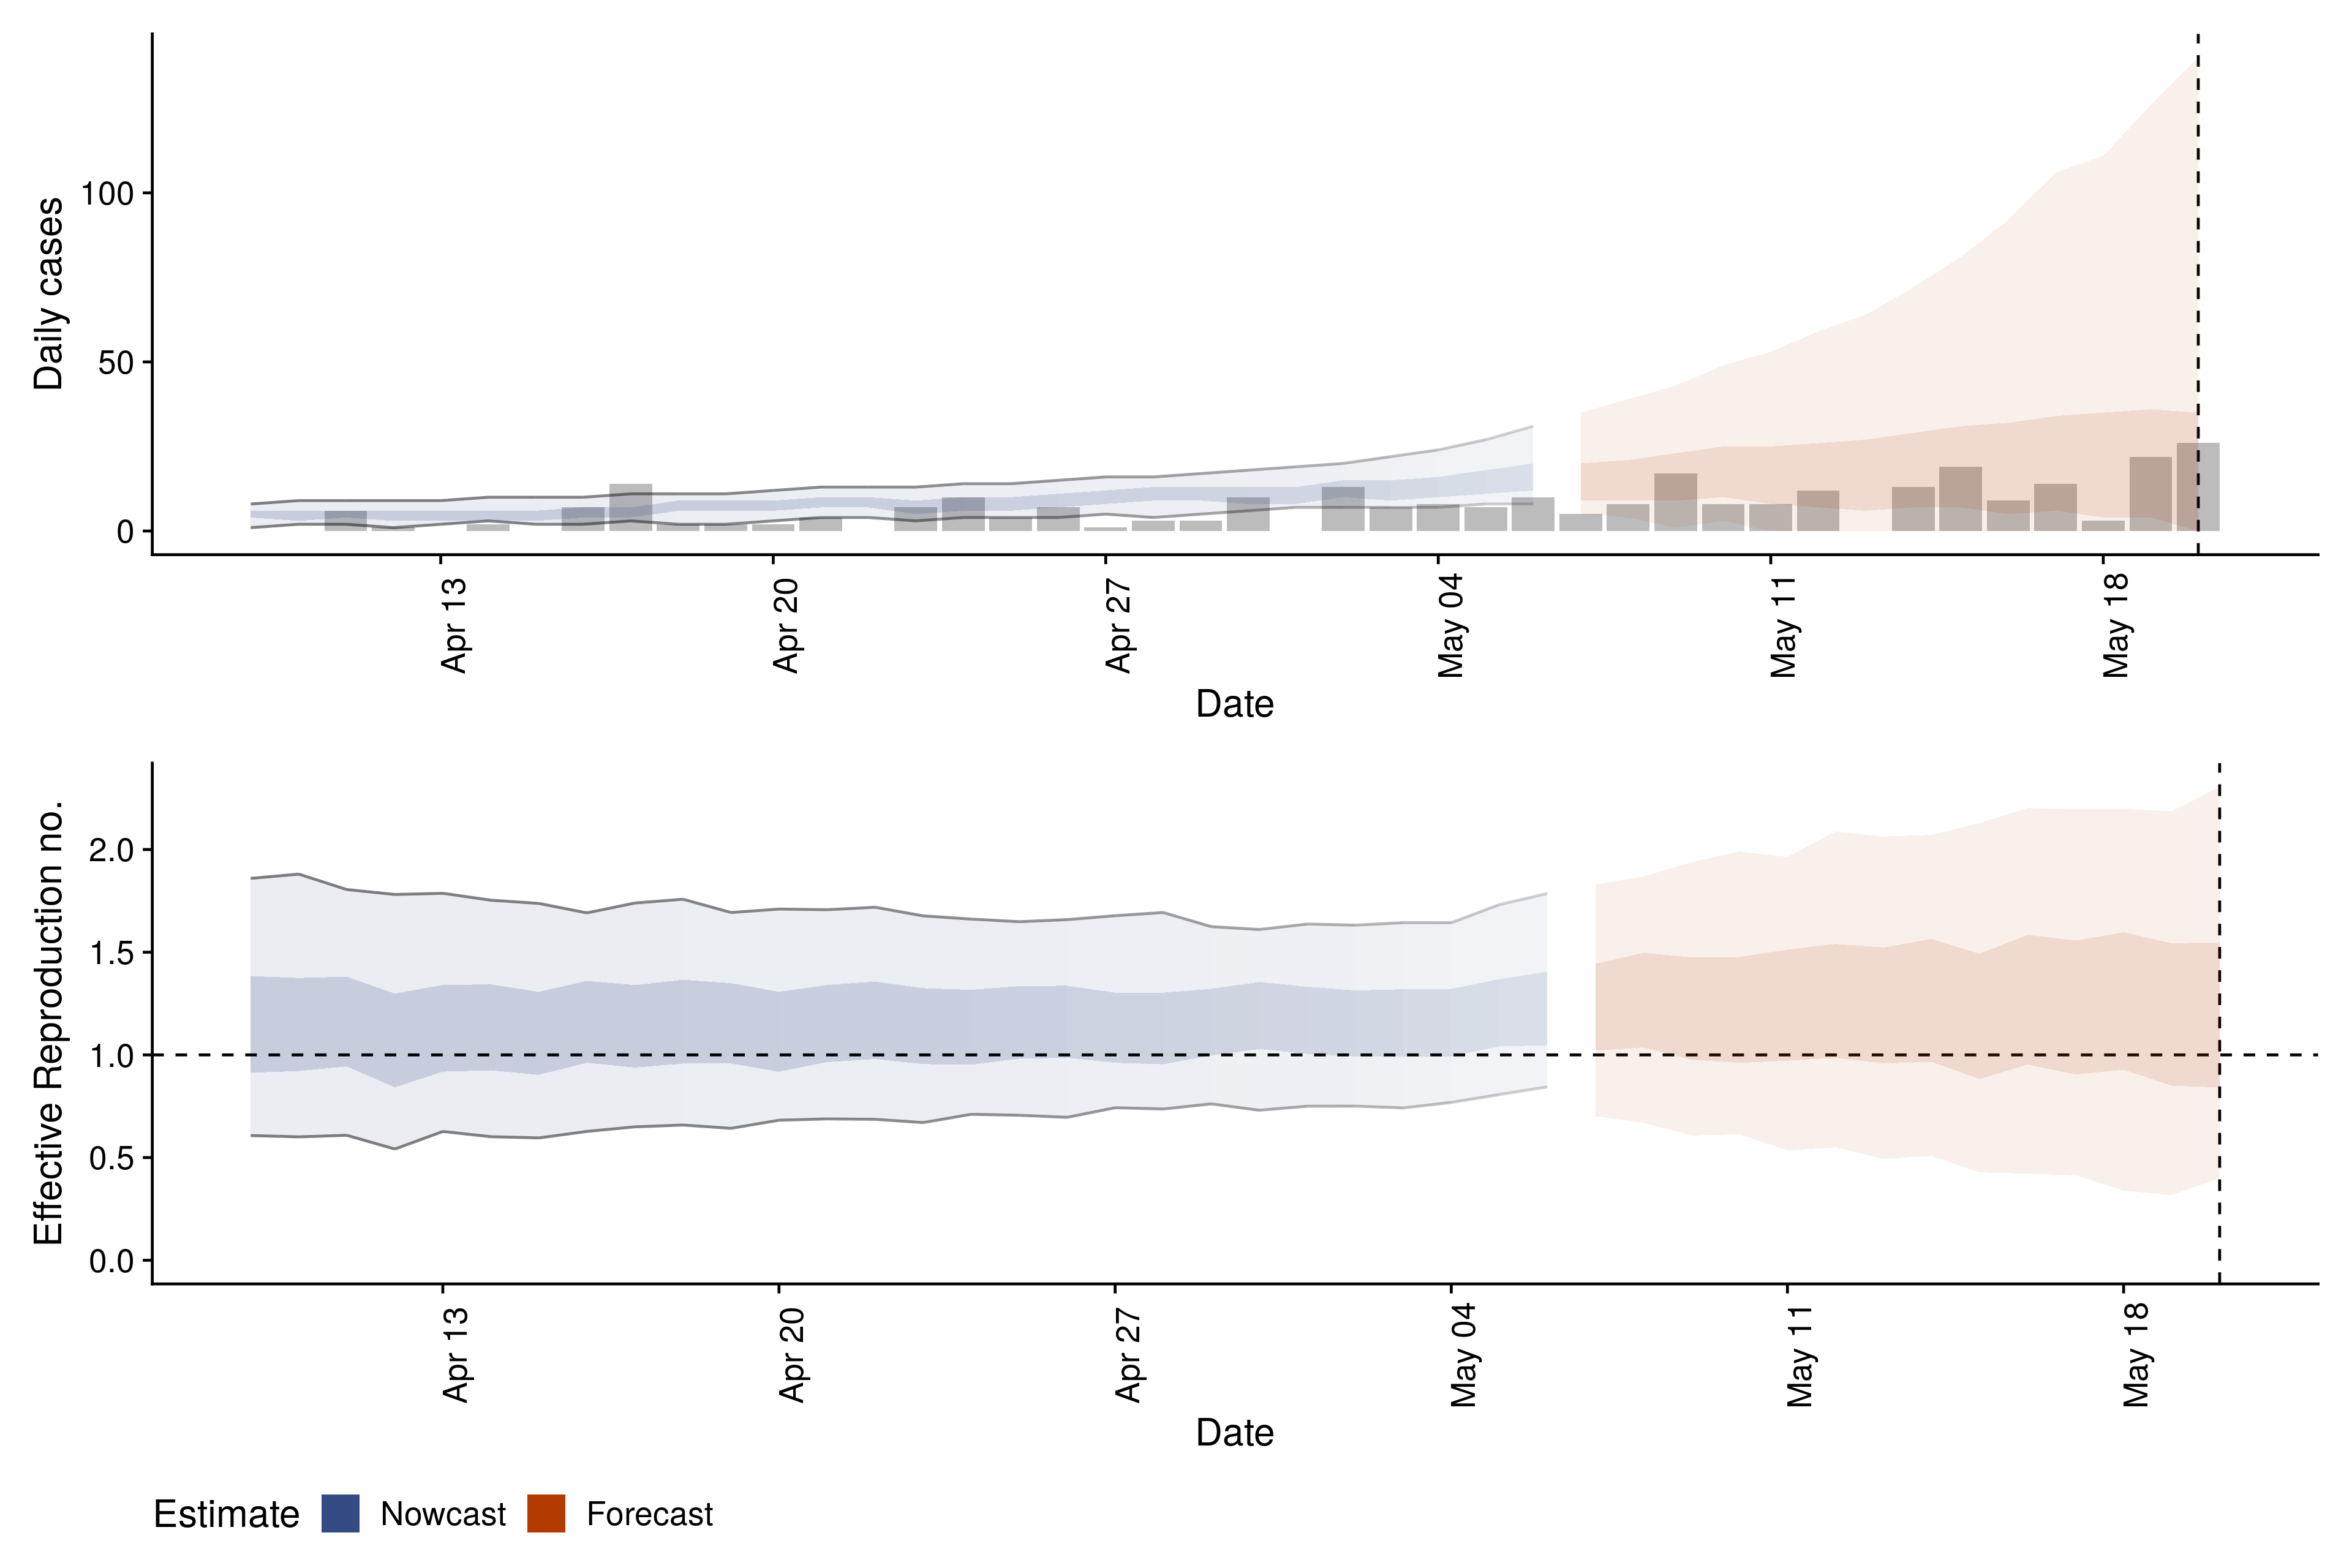 Daily cases
100
50
0
Apr 13
Apr 20
Apr 27
May 04
May 11
May 18
Date
Effective Reproduction no.
2.0
1.5
1.0
0.5
0.0
Apr 13
Apr 20
Apr 27
May 04
May 11
May 18
Date
Estimate Nowcast Forecast